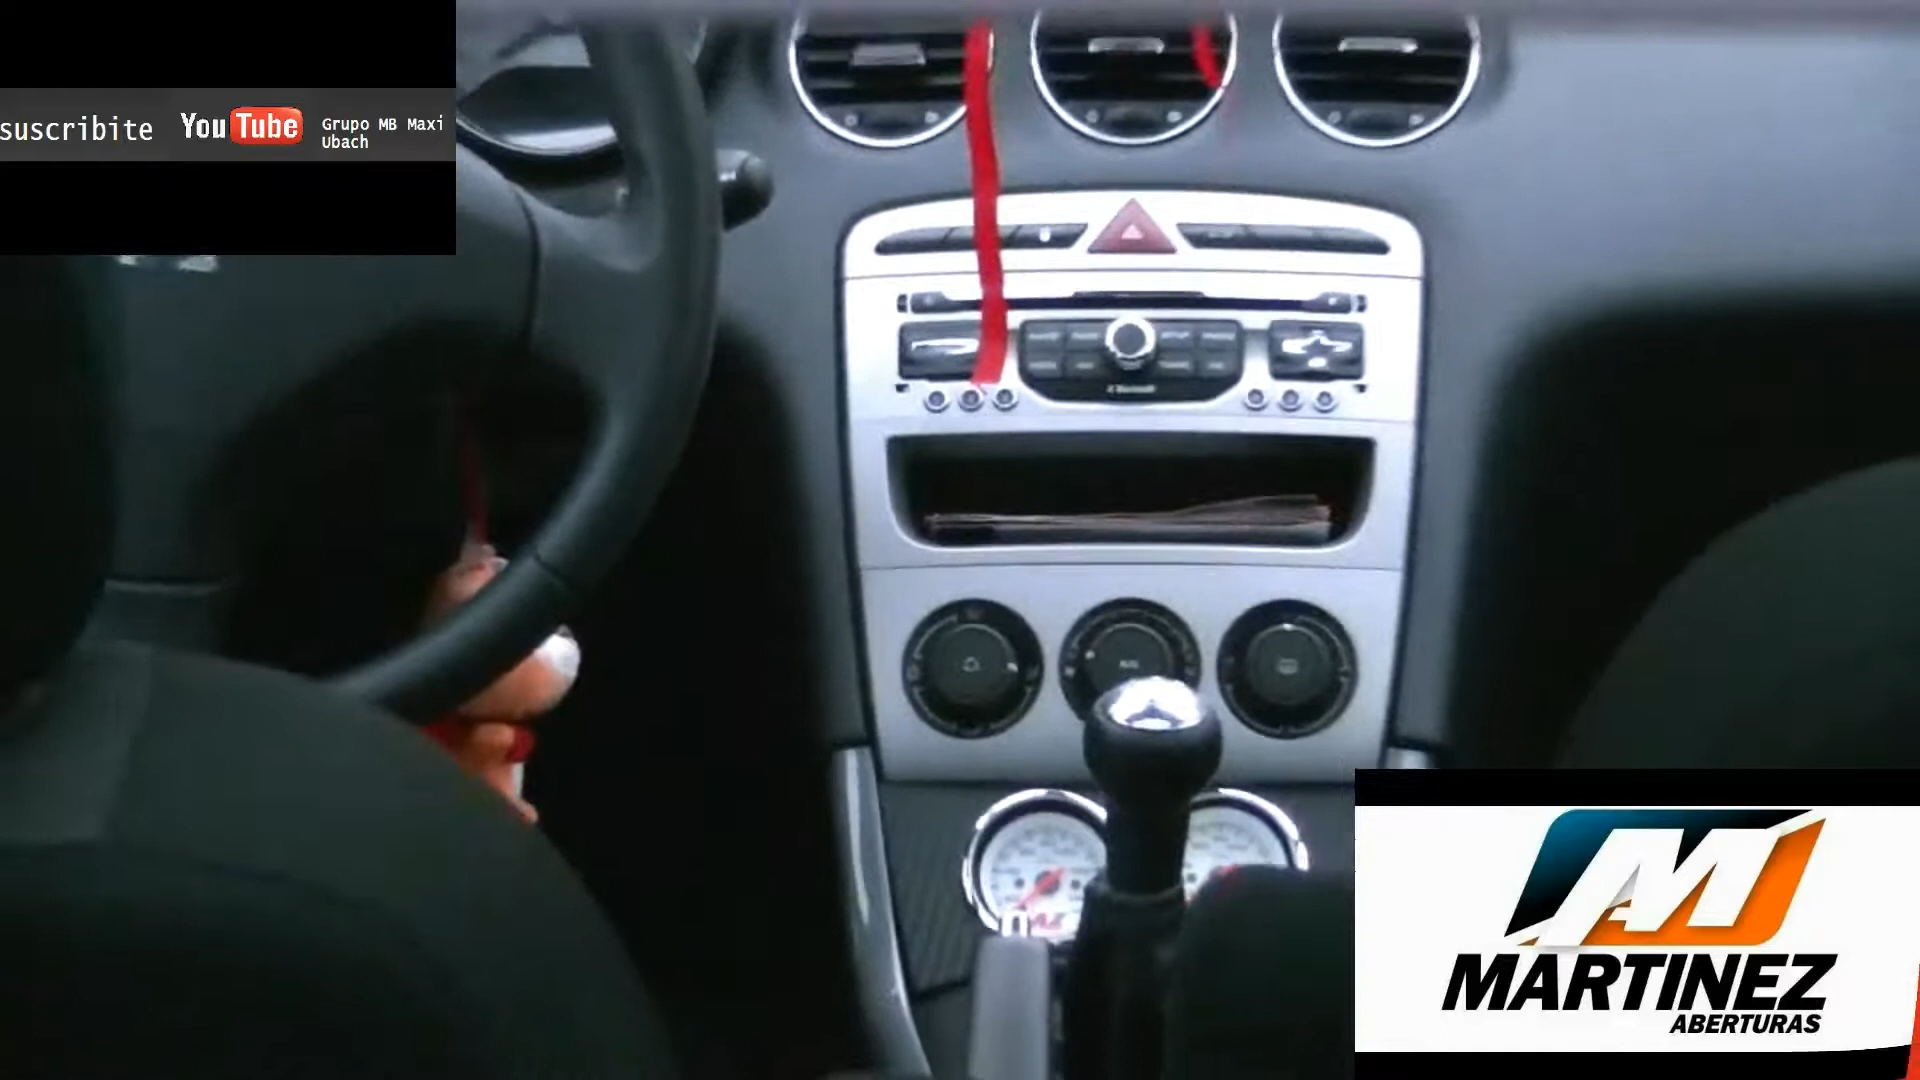 suscribite YouTube Grupo MB Maxi
Ubach
M
MARTINEZ
ABERTURAS